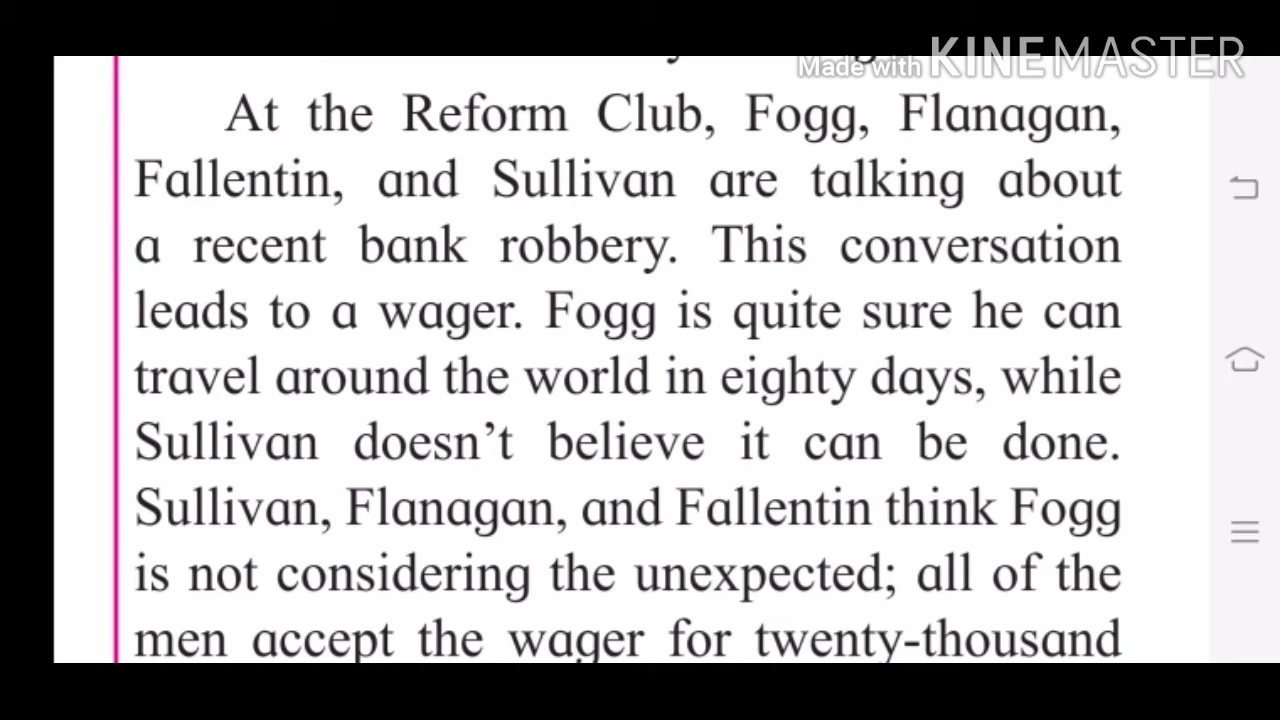 Made with KINEMASTER
At the Reform Club, Fogg, Flanagan,
Fallentin, and Sullivan are talking about
a recent bank robbery. This conversation
leads to a wager. Fogg is quite sure he can
travel around the world in eighty days, while
Sullivan doesn't believe it can be done.
Sullivan, Flanagan, and Fallentin think Fogg
is not considering the unexpected; all of the
men accept the wager for twenty-thousand